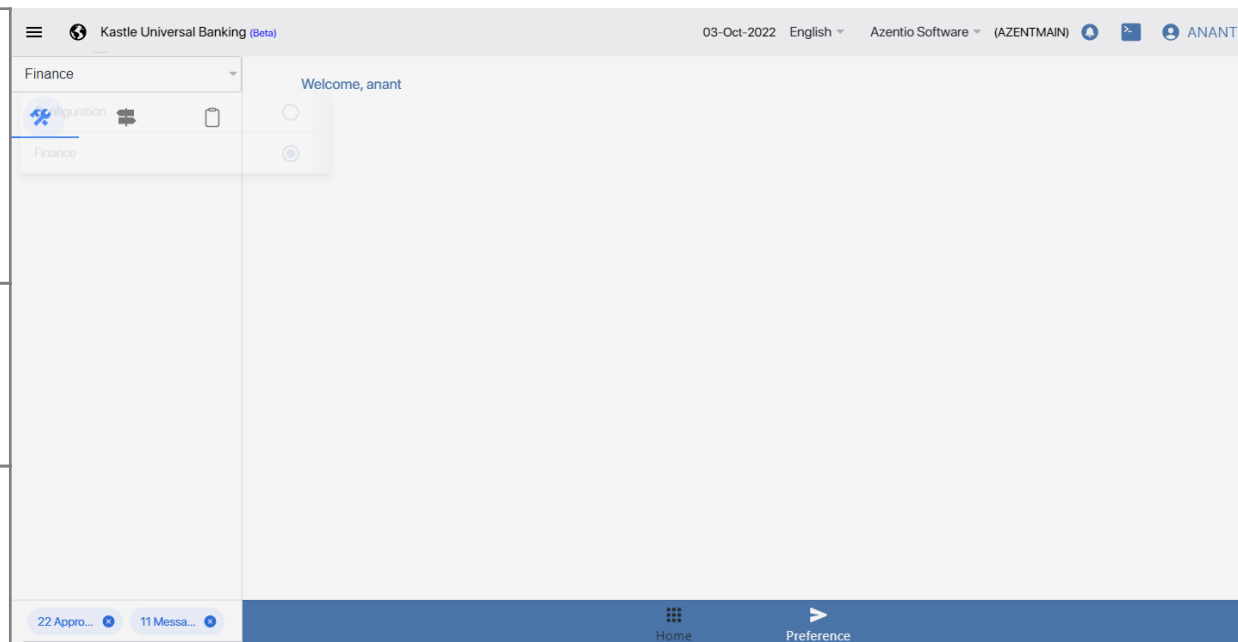 Kastle Universal Banking (Beta)
03-Oct-2022 English Azentio Software (AZENTMAIN) ANANT
Finance
Welcome, anant
Configuration
Finance
22 Appro... 11 Messa...
Home Preference